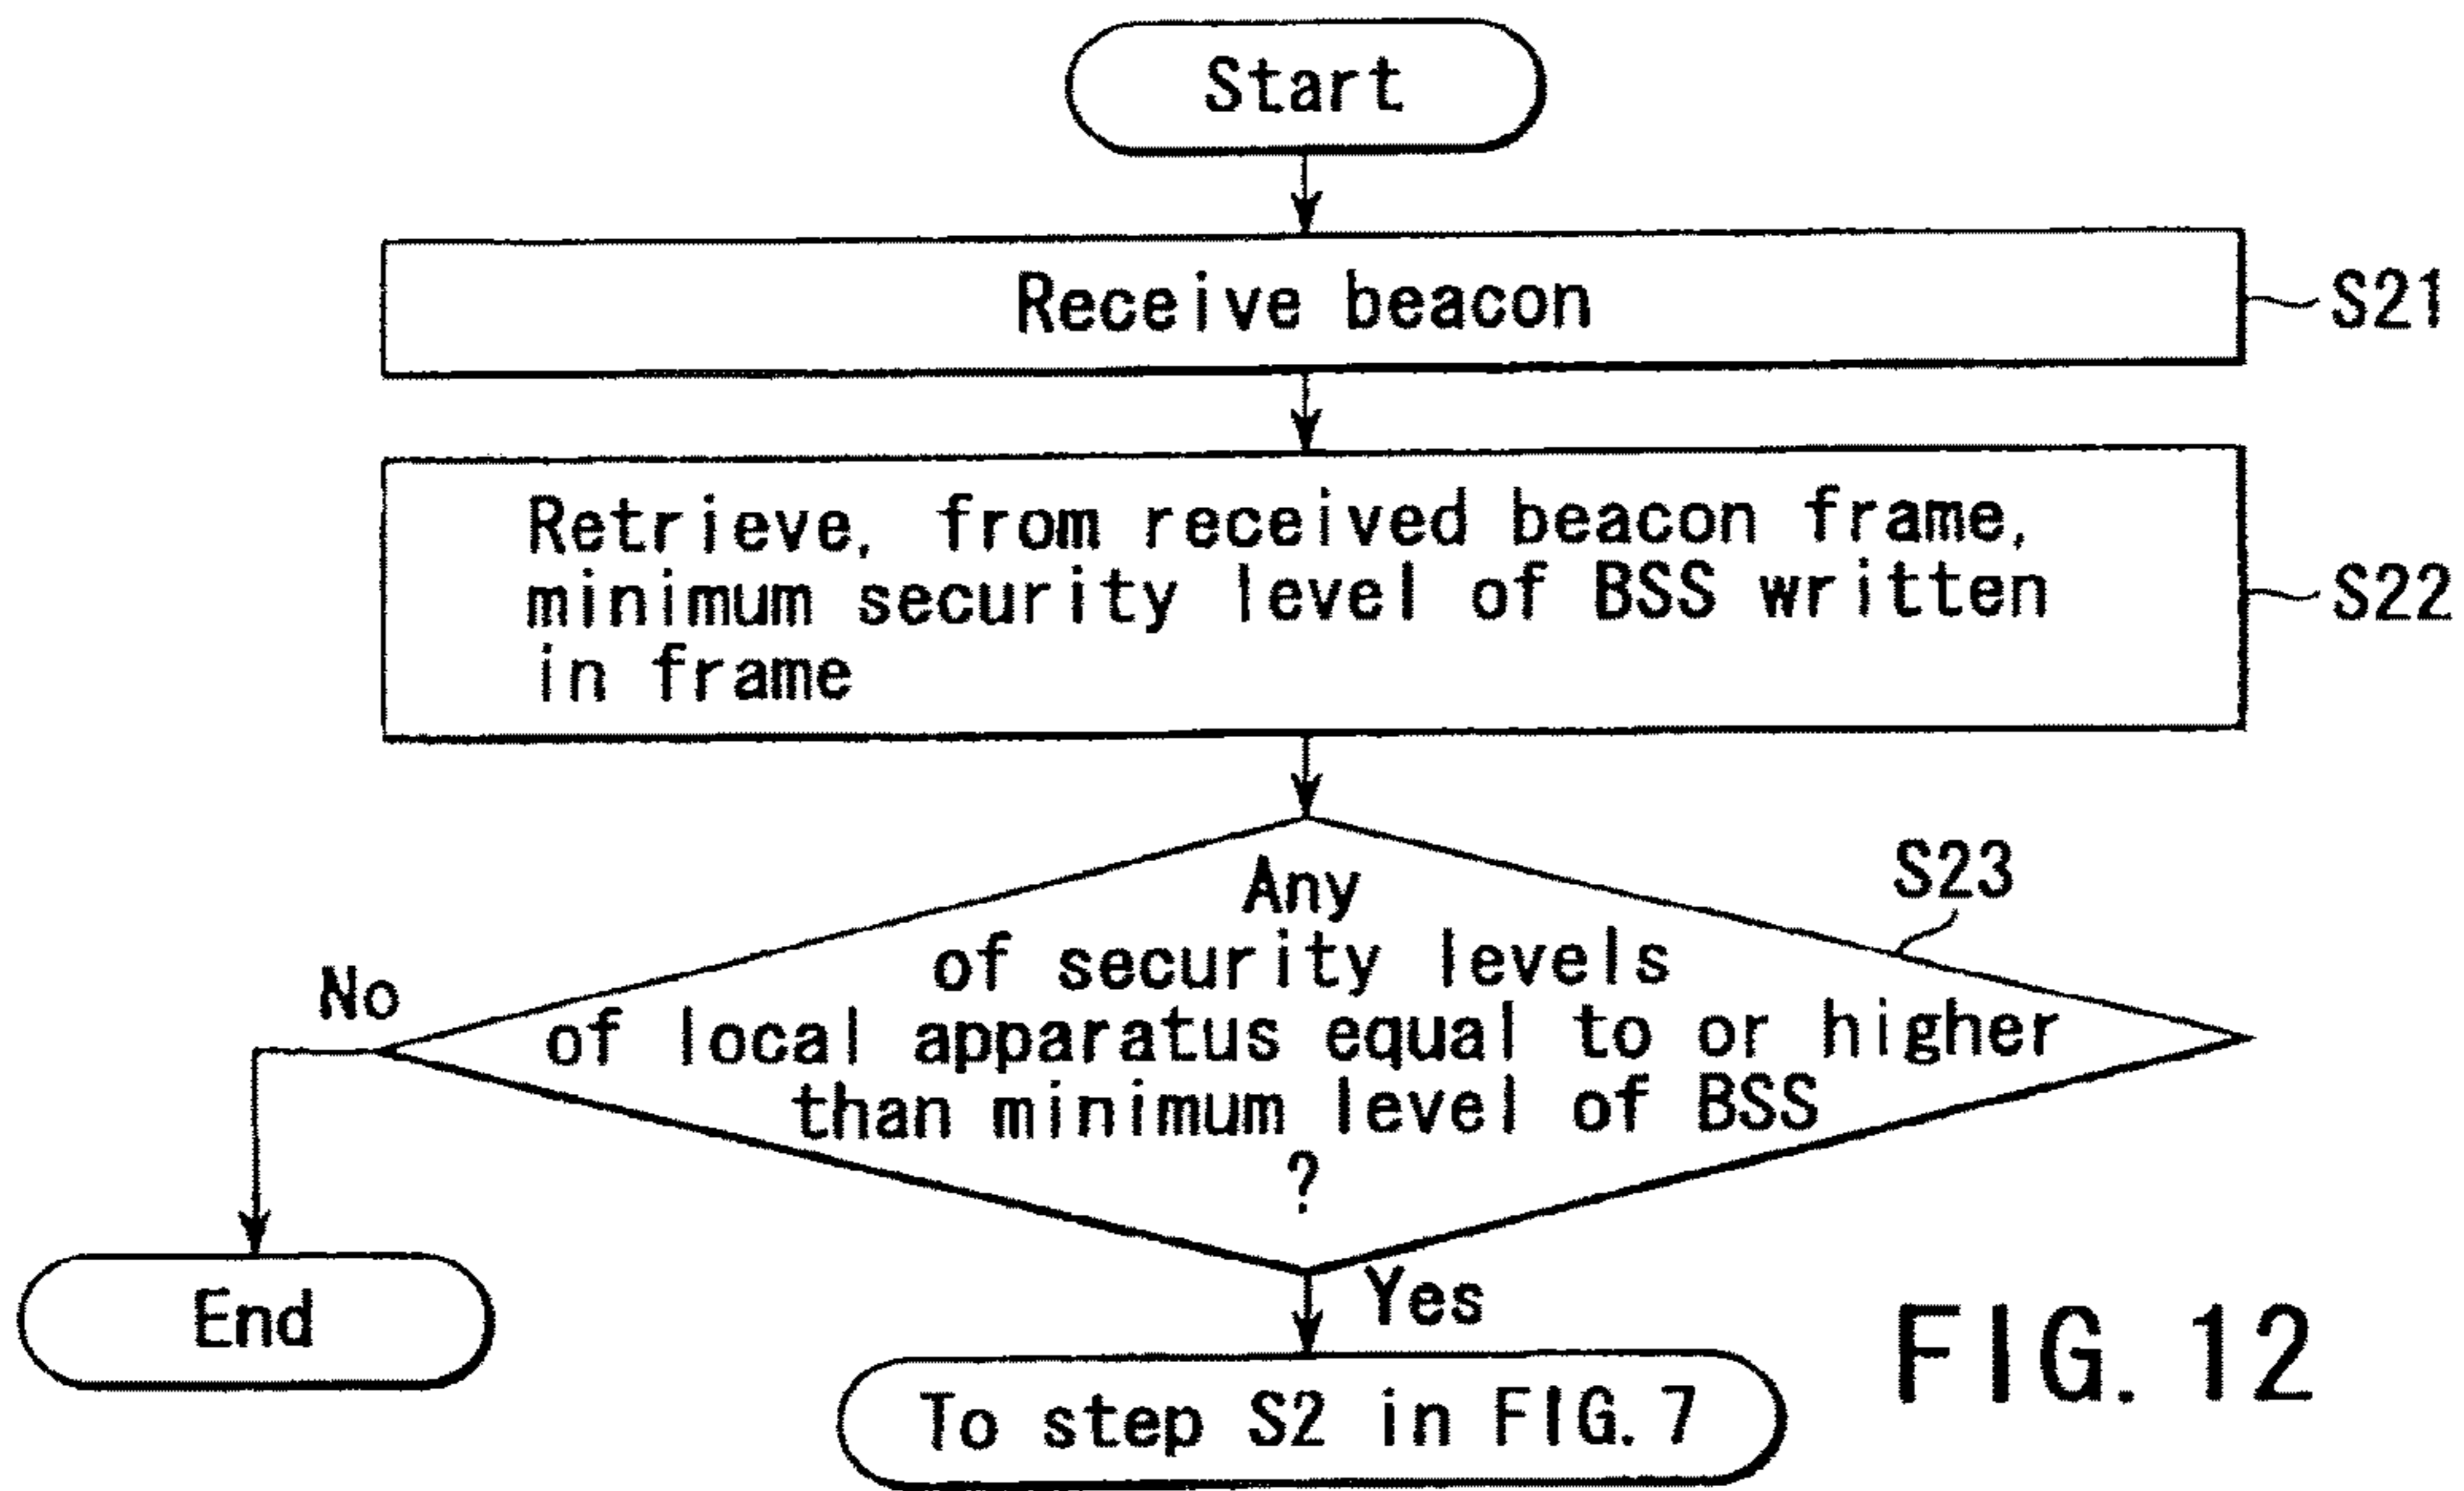 Start
Receive beacon
S21
Retrieve, from received beacon frame,
minimum security level of BSS written
in frame
S22
Any
of security levels
of local apparatus equal to or higher
than minimum level of BSS
?
S23
No
End
Yes
To step S2 in FIG. 7
FIG. 12